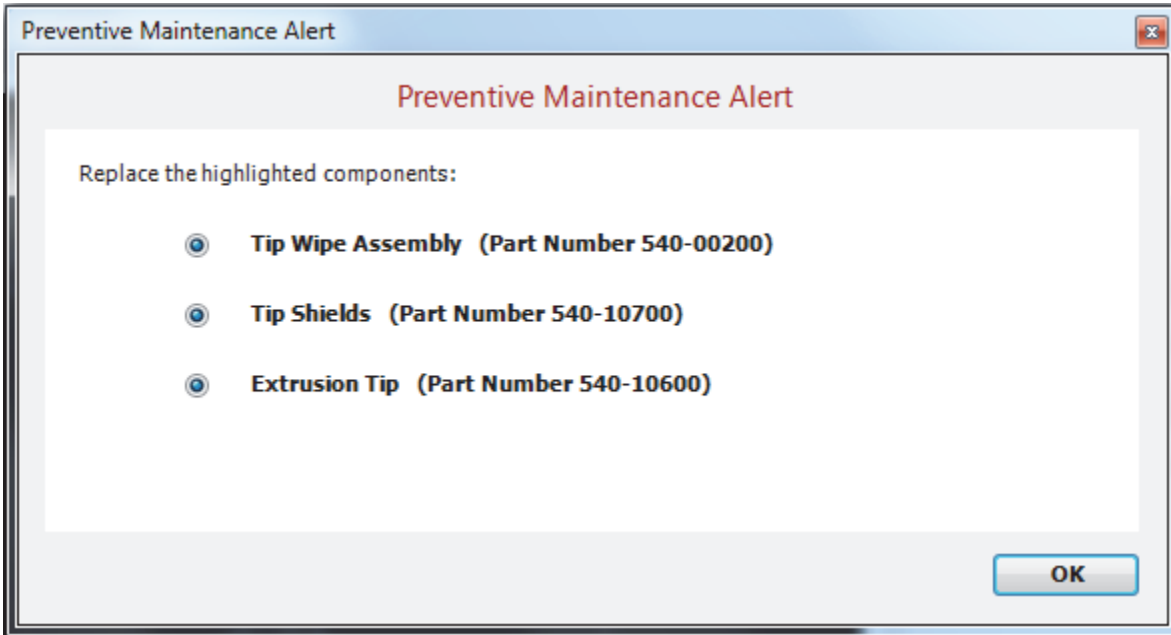 Preventive Maintenance Alert
Preventive Maintenance Alert
Replace the highlighted components:
Tip Wipe Assembly (Part Number 540-00200)
Tip Shields (Part Number 540-10700)
Extrusion Tip (Part Number 540-10600)
OK